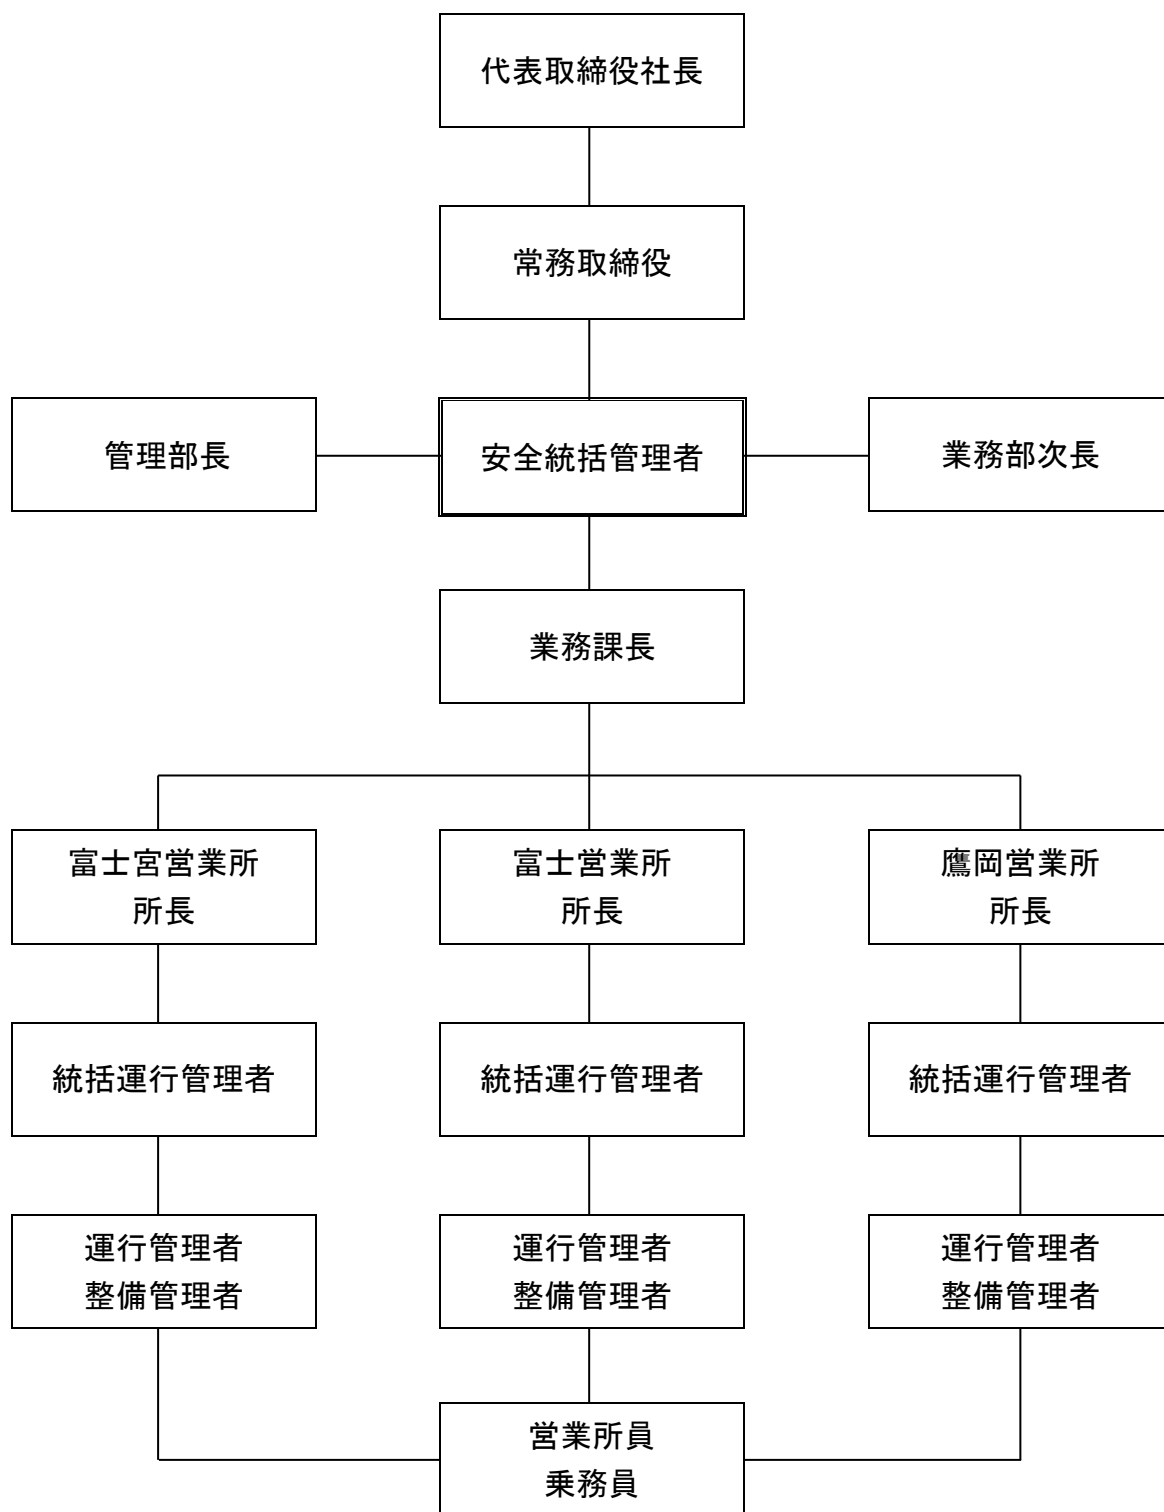 代表取締役社長
常務取締役
管理部長
安全統括管理者
業務部次長
業務課長
富士宮営業所
所長
富士営業所
所長
鷹岡営業所
所長
統括運行管理者
統括運行管理者
統括運行管理者
運行管理者
整備管理者
運行管理者
整備管理者
運行管理者
整備管理者
営業所員
乗務員